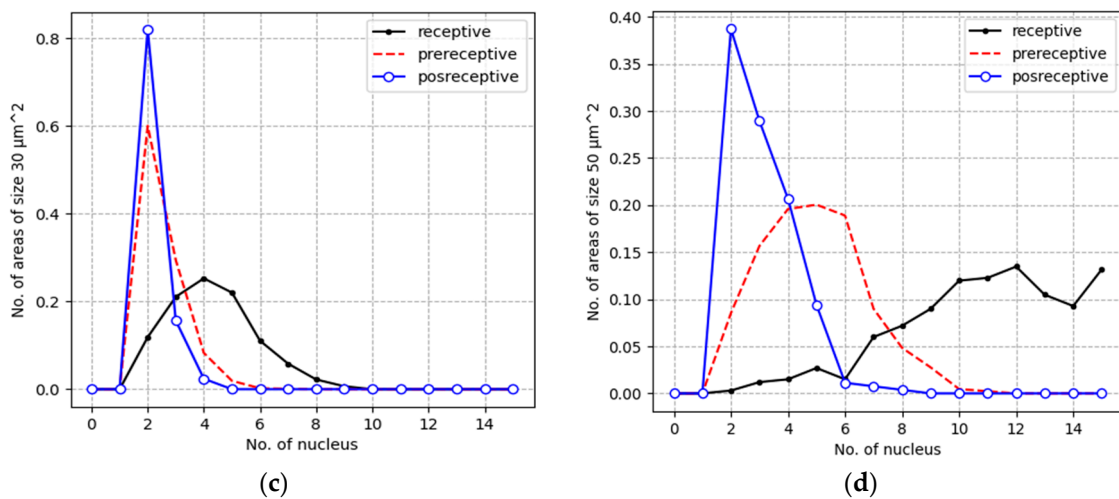 No. of areas of size 30 μm^2
0.8
0.6
0.4
0.2
0.0
receptive
prereceptive
posreceptive
0 2 4 6 8 10 12 14
No. of nucleus
(c)
No. of areas of size 50 μm^2
0.40
0.35
0.30
0.25
0.20
0.15
0.10
0.05
0.00
receptive
prereceptive
posreceptive
0 2 4 6 8 10 12 14
No. of nucleus
(d)